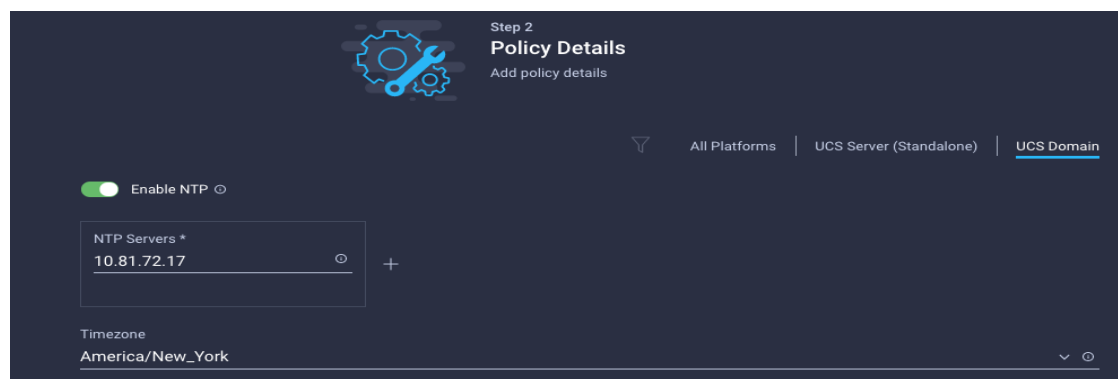 Step 2
Policy Details
Add policy details
All Platforms | UCS Server (Standalone) | UCS Domain
Enable NTP
NTP Servers *
10.81.72.17
Timezone
America/New_York